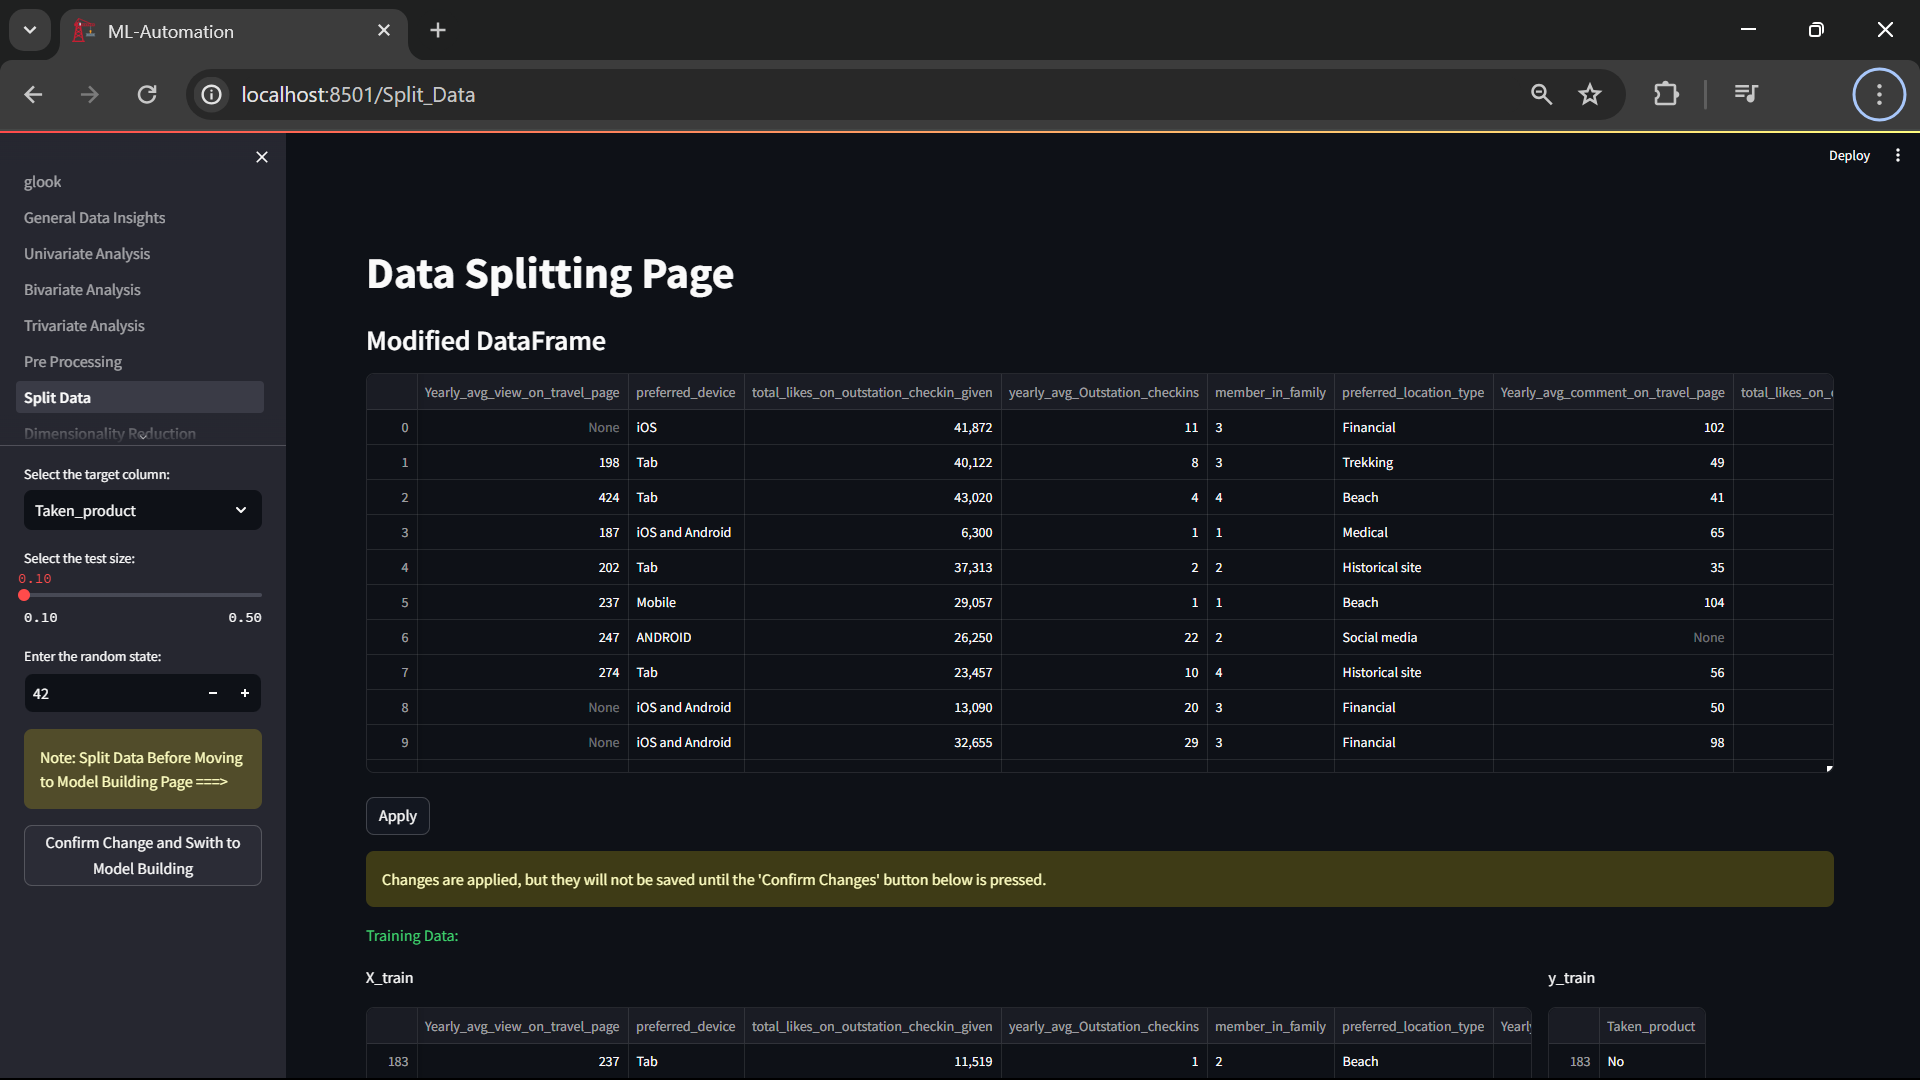 ML-Automation
localhost:8501/Split_Data
Deploy
glook
General Data Insights
Univariate Analysis
Bivariate Analysis
Trivariate Analysis
Pre Processing
Split Data
Dimensionality Reduction
Select the target column:
Taken_product
Select the test size:
0.10
0.10 0.50
Enter the random state:
42 - +
Note: Split Data Before Moving
to Model Building Page ===>
Confirm Change and Swith to
Model Building
Data Splitting Page
Modified DataFrame
Yearly_avg_view_on_travel_page preferred_device total_likes_on_outstation_checkin_given yearly_avg_Outstation_checkins member_in_family preferred_location_type Yearly_avg_comment_on_travel_page total_likes_on_
0 None iOS 41,872 11 3 Financial 102
1 198 Tab 40,122 8 3 Trekking 49
2 424 Tab 43,020 4 4 Beach 41
3 187 iOS and Android 6,300 1 1 Medical 65
4 202 Tab 37,313 2 2 Historical site 35
5 237 Mobile 29,057 1 1 Beach 104
6 247 ANDROID 26,250 22 2 Social media None
7 274 Tab 23,457 10 4 Historical site 56
8 None iOS and Android 13,090 20 3 Financial 50
9 None iOS and Android 32,655 29 3 Financial 98
Apply
Changes are applied, but they will not be saved until the 'Confirm Changes' button below is pressed.
Training Data:
X_train y_train
Yearly_avg_view_on_travel_page preferred_device total_likes_on_outstation_checkin_given yearly_avg_Outstation_checkins member_in_family preferred_location_type Yearl Taken_product
183 237 Tab 11,519 1 2 Beach 183 No